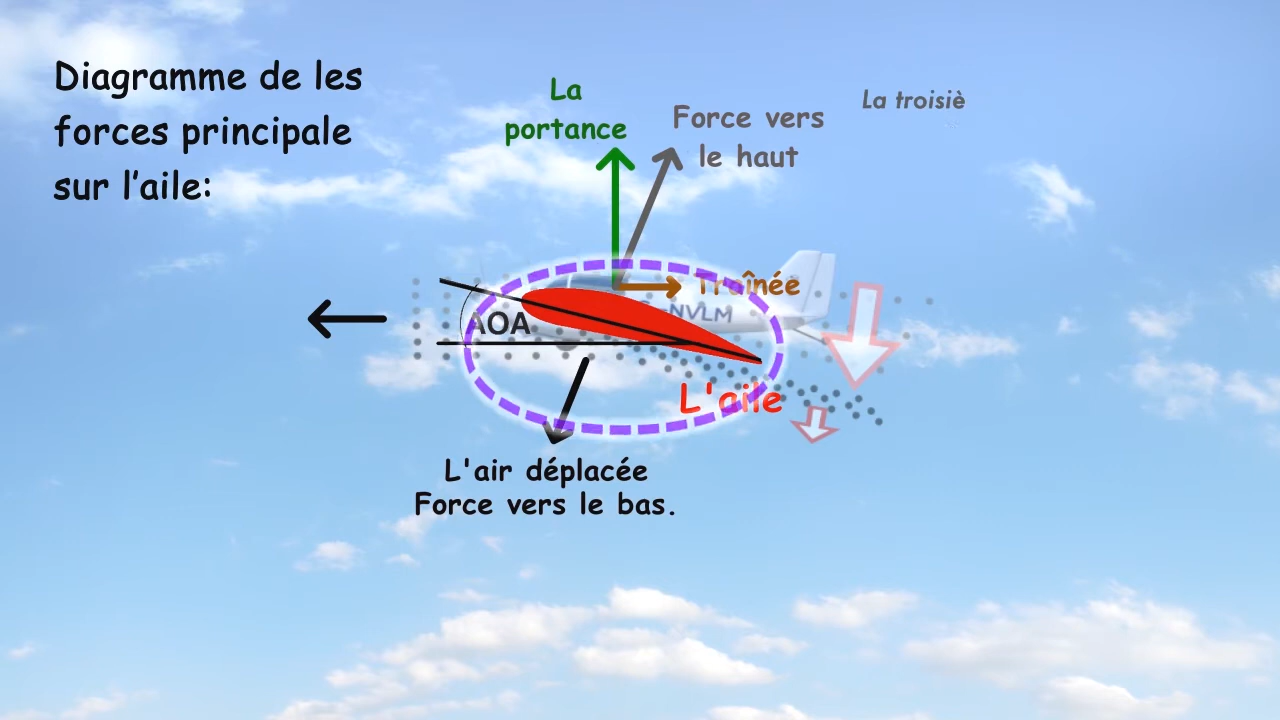 Diagramme de les
forces principale
sur l'aile:
La
portance
Force vers
le haut
La troisiè
Traînée
NVLM
AOA
L'aile
L'air déplacée
Force vers le bas.